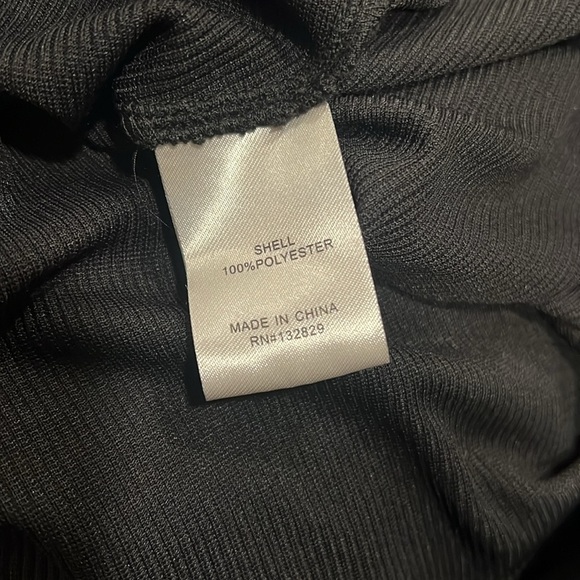 SHELL
100%POLYESTER
MADE IN CHINA
RN#132829